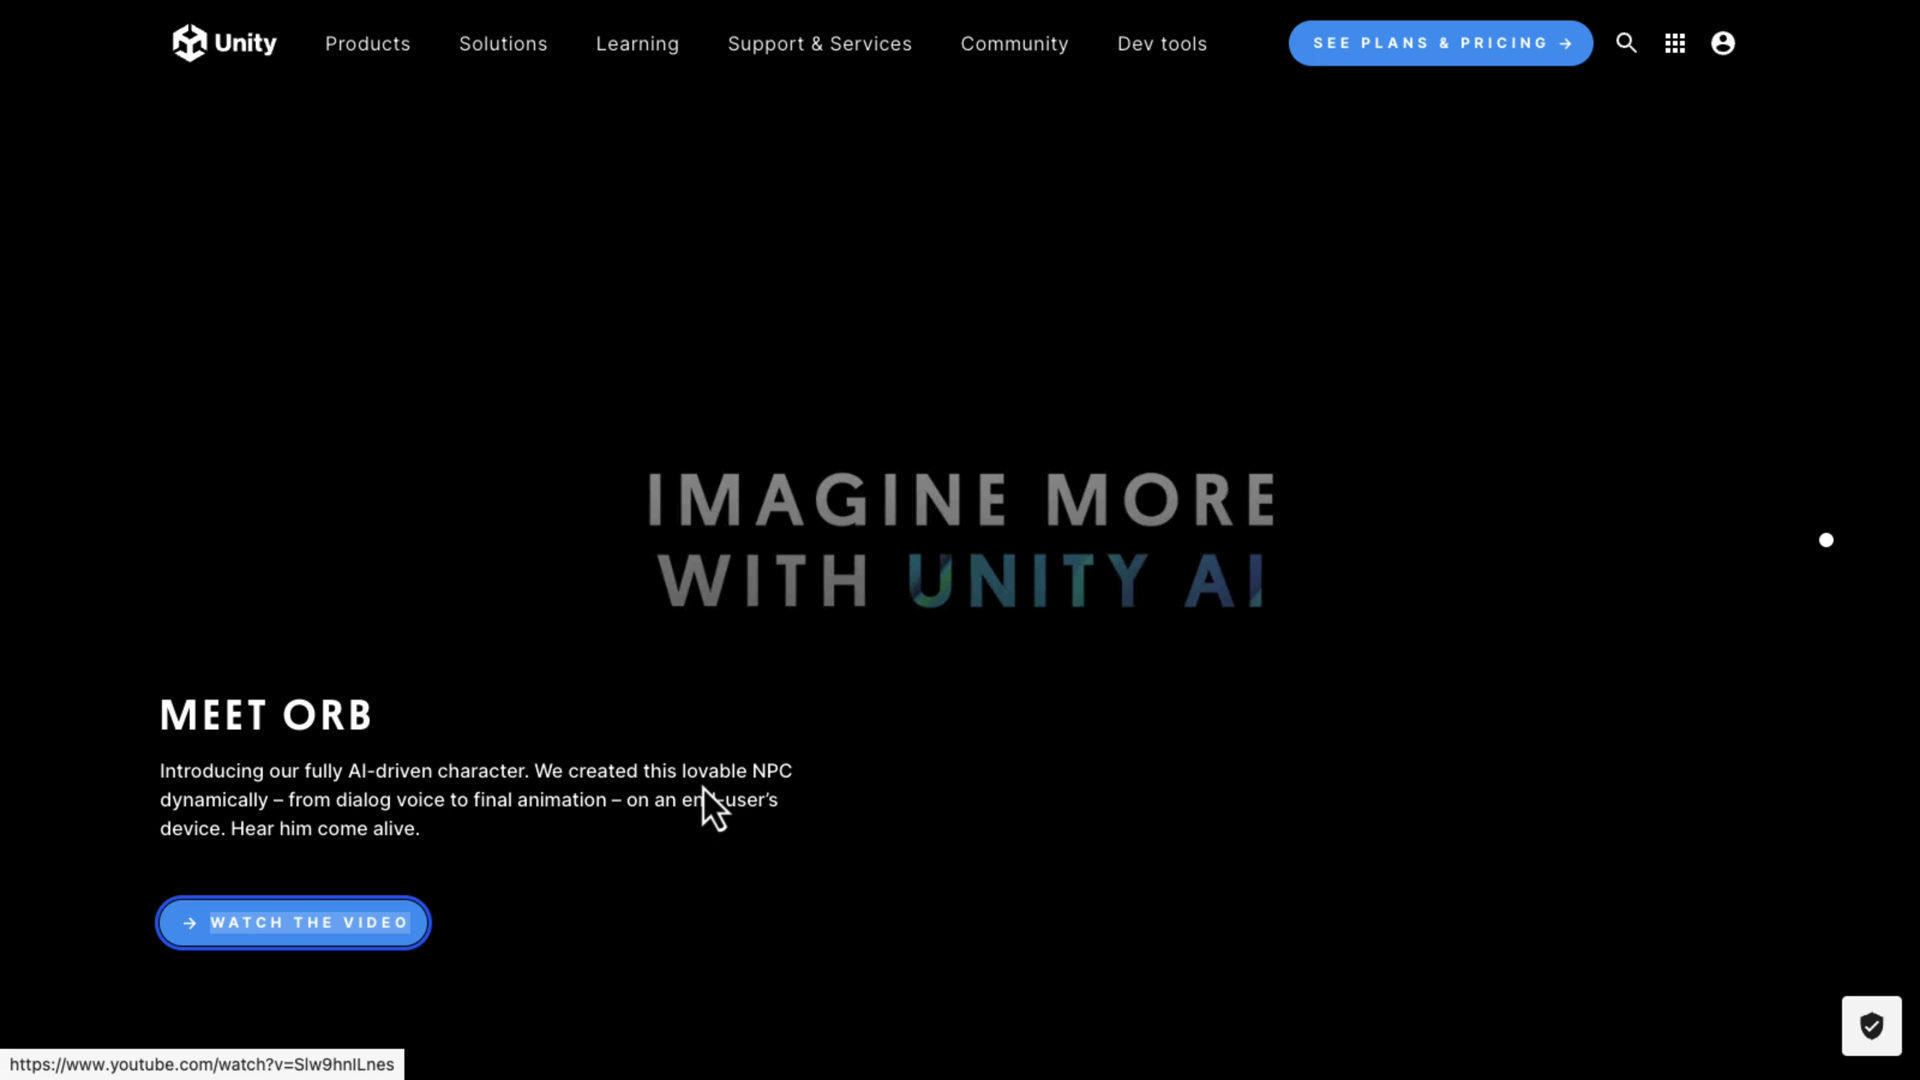 Unity
Products
Solutions
Learning
Support & Services
Community
Dev tools
SEE PLANS & PRICING →
IMAGINE MORE
WITH UNITY AI
MEET ORB
Introducing our fully AI-driven character. We created this lovable NPC
dynamically – from dialog voice to final animation – on an end-user’s
device. Hear him come alive.
→ WATCH THE VIDEO
https://www.youtube.com/watch?v=Slw9hnlLnes